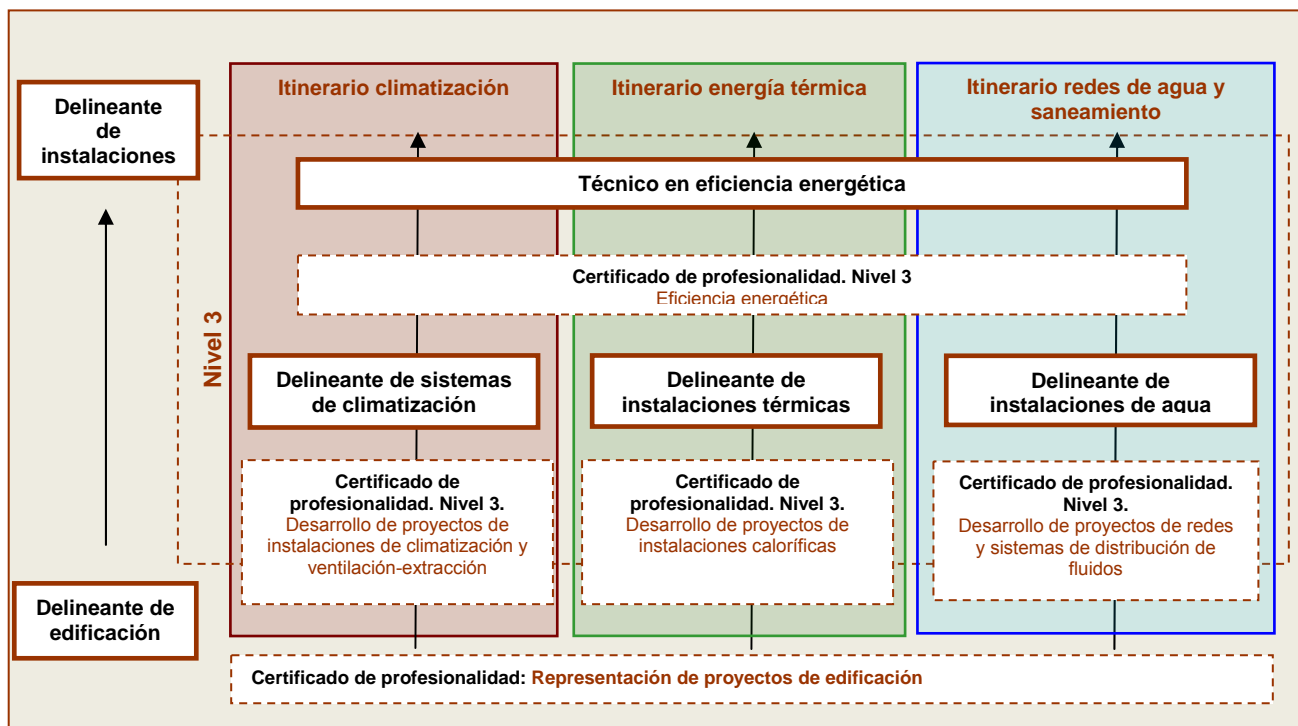 Itinerario climatización
Itinerario energía térmica
Itinerario redes de agua y
saneamiento
Delineante
de
instalaciones
Técnico en eficiencia energética
Certificado de profesionalidad. Nivel 3
Eficiencia energética
Nivel 3
Delineante de sistemas
de climatización
Delineante de
instalaciones térmicas
Delineante de
instalaciones de agua
Certificado de
profesionalidad. Nivel 3.
Desarrollo de proyectos de
instalaciones de climatización y
ventilación-extracción
Certificado de
profesionalidad. Nivel 3.
Desarrollo de proyectos de
instalaciones caloríficas
Certificado de profesionalidad.
Nivel 3.
Desarrollo de proyectos de redes
y sistemas de distribución de
fluidos
Delineante de
edificación
Certificado de profesionalidad: Representación de proyectos de edificación